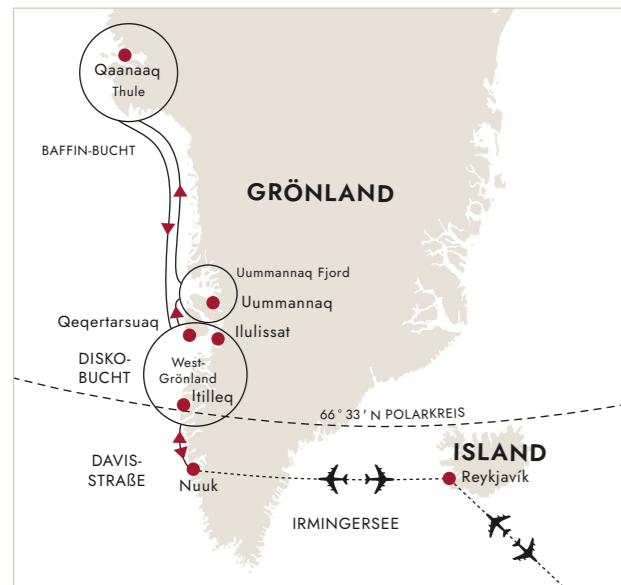 Qaanaaq
Thule
BAFFIN-BUCHT
GRÖNLAND
Uummannaq Fjord
Uummannaq
Qeqertarsuaq
Ilulissat
DISKO-
BUCHT
West-
Grönland
Itilleq
66° 33′ N POLARKREIS
DAVIS-
STRAßE
Nuuk
ISLAND
Reykjavík
IRMINGERSEE